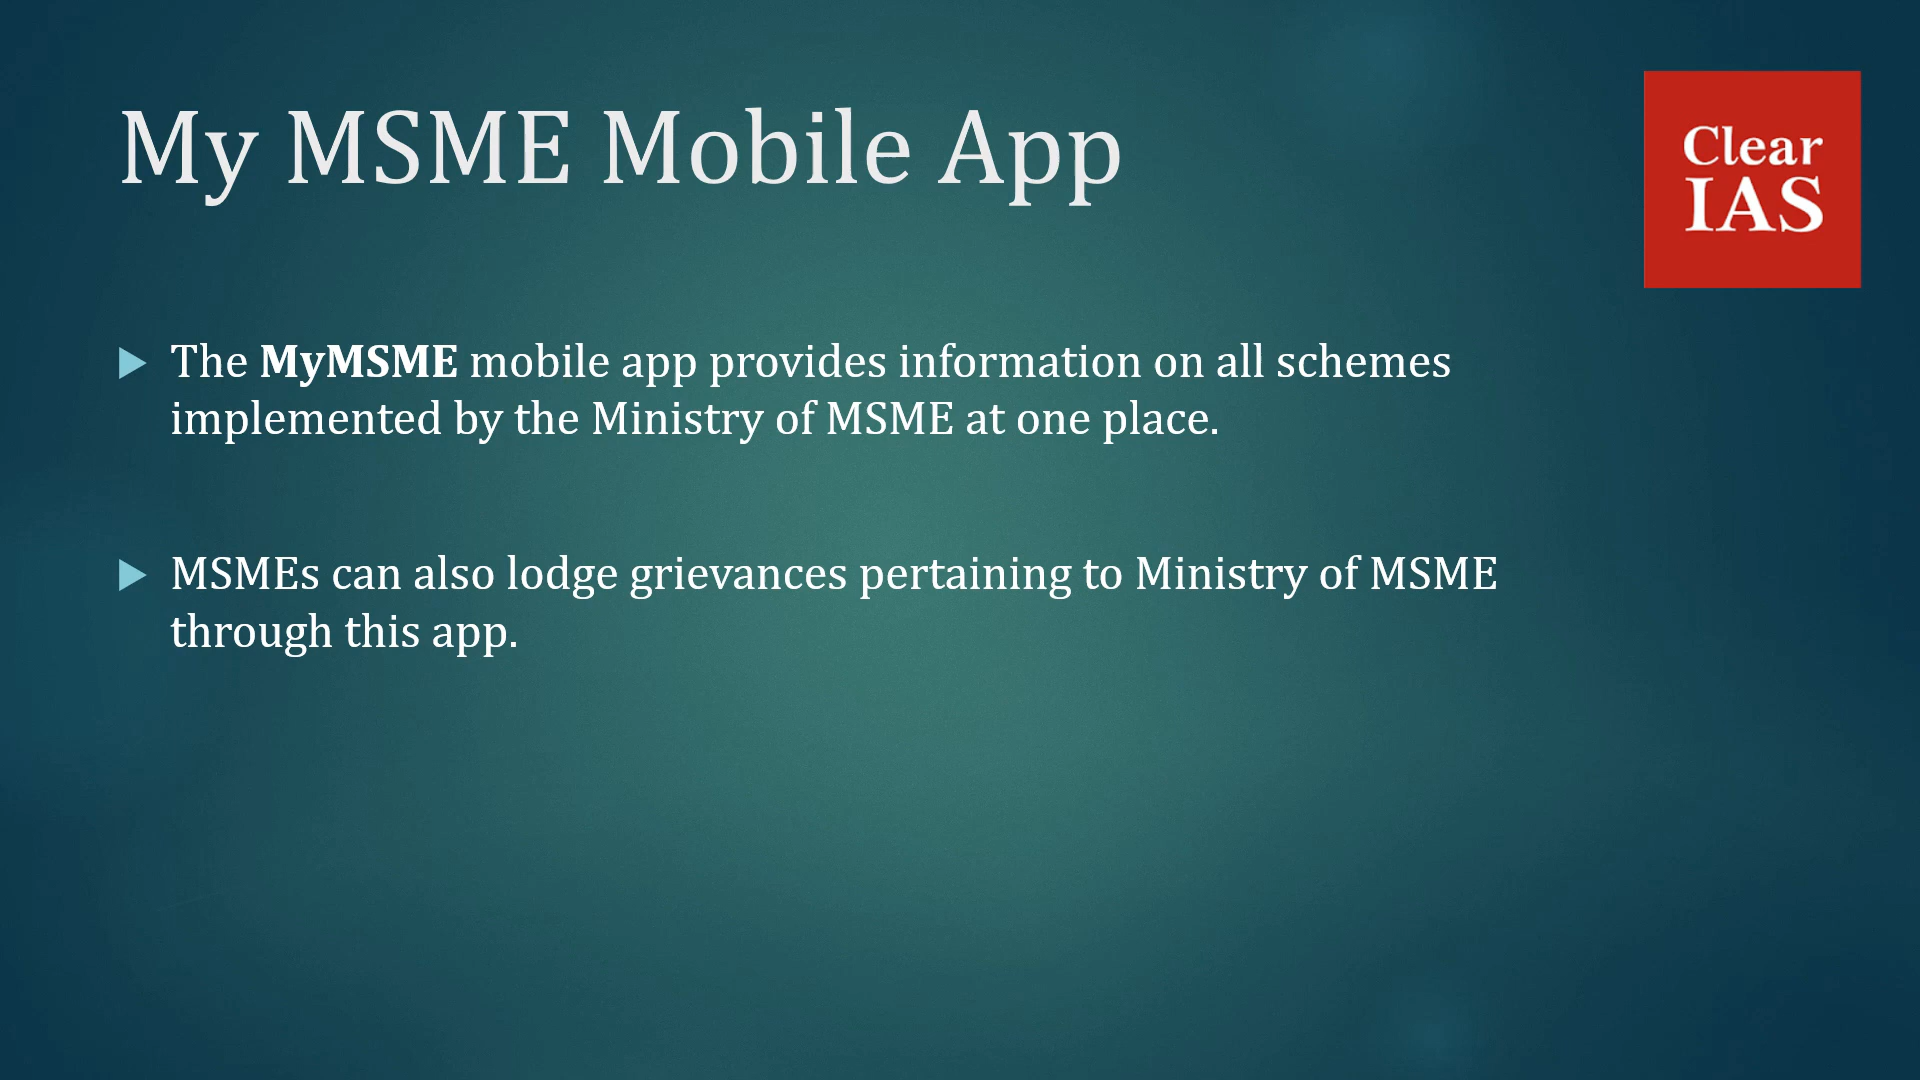 My MSME Mobile App
Clear
IAS
The MyMSME mobile app provides information on all schemes
implemented by the Ministry of MSME at one place.
MSMEs can also lodge grievances pertaining to Ministry of MSME
through this app.